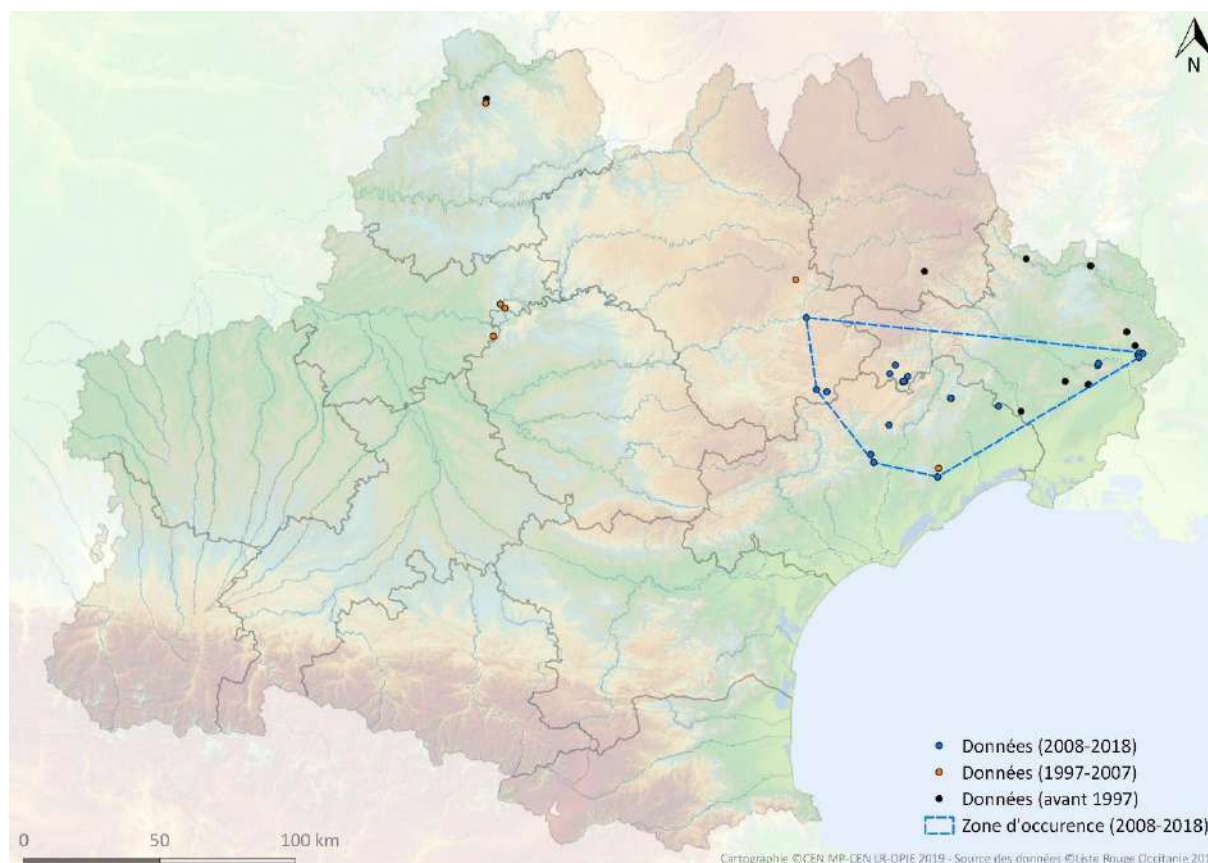 N
Données (2008-2018)
Données (1997-2007)
Données (avant 1997)
Zone d'occurence (2008-2018)
0 50 100 km
Cartographie ©CEN MP-CEN LR-OPIE 2019 - Source des données ©Liste Rouge Occitanie